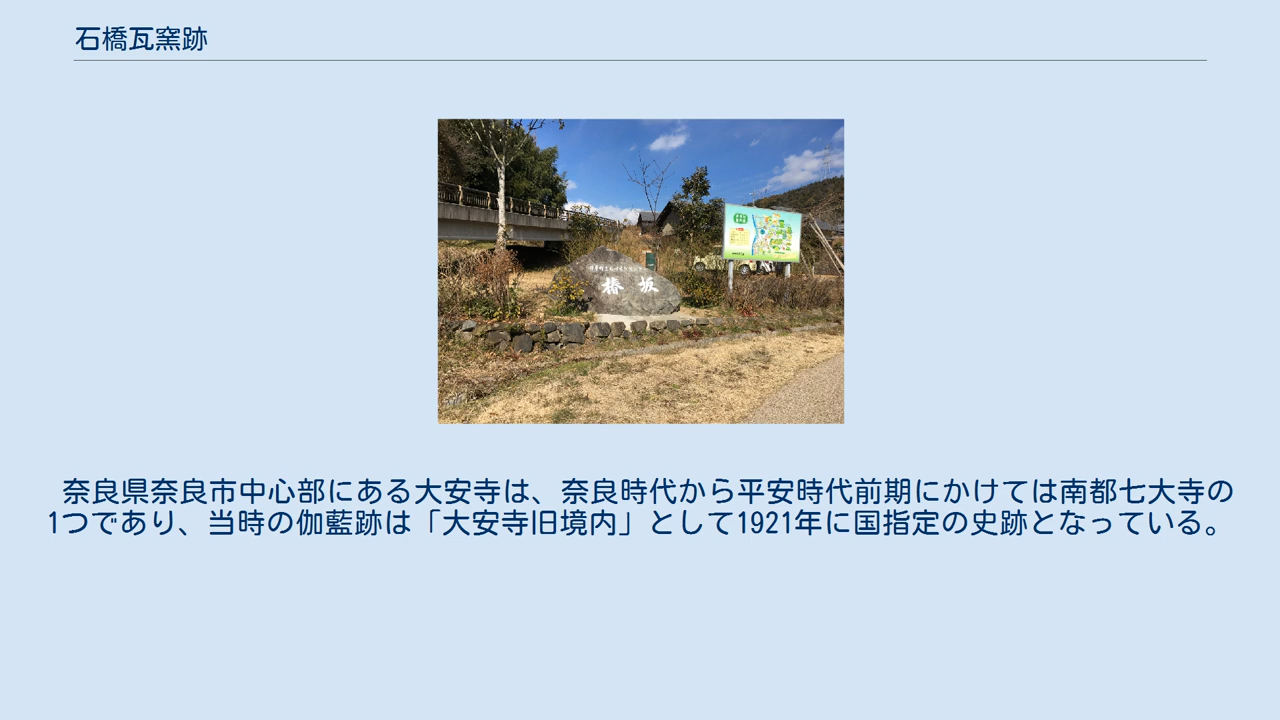 石橋瓦窯跡
椿坂
奈良県奈良市中心部にある大安寺は、奈良時代から平安時代前期にかけては南都七大寺の
1つであり、当時の伽藍跡は「大安寺旧境内」として1921年に国指定の史跡となっている。